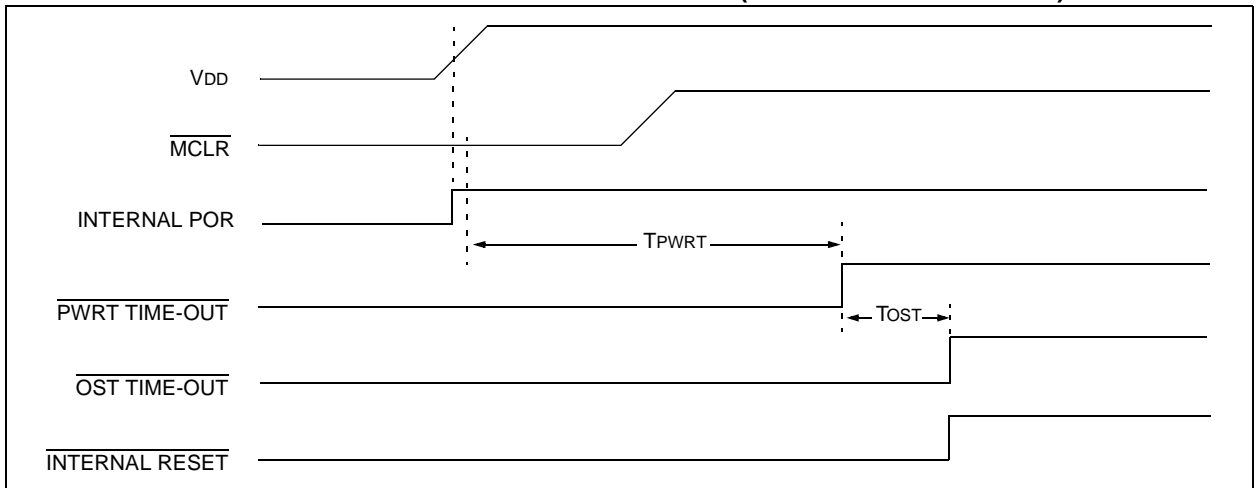 VDD
MCLR
INTERNAL POR
TPWRT
PWRT TIME-OUT
TOST
OST TIME-OUT
INTERNAL RESET